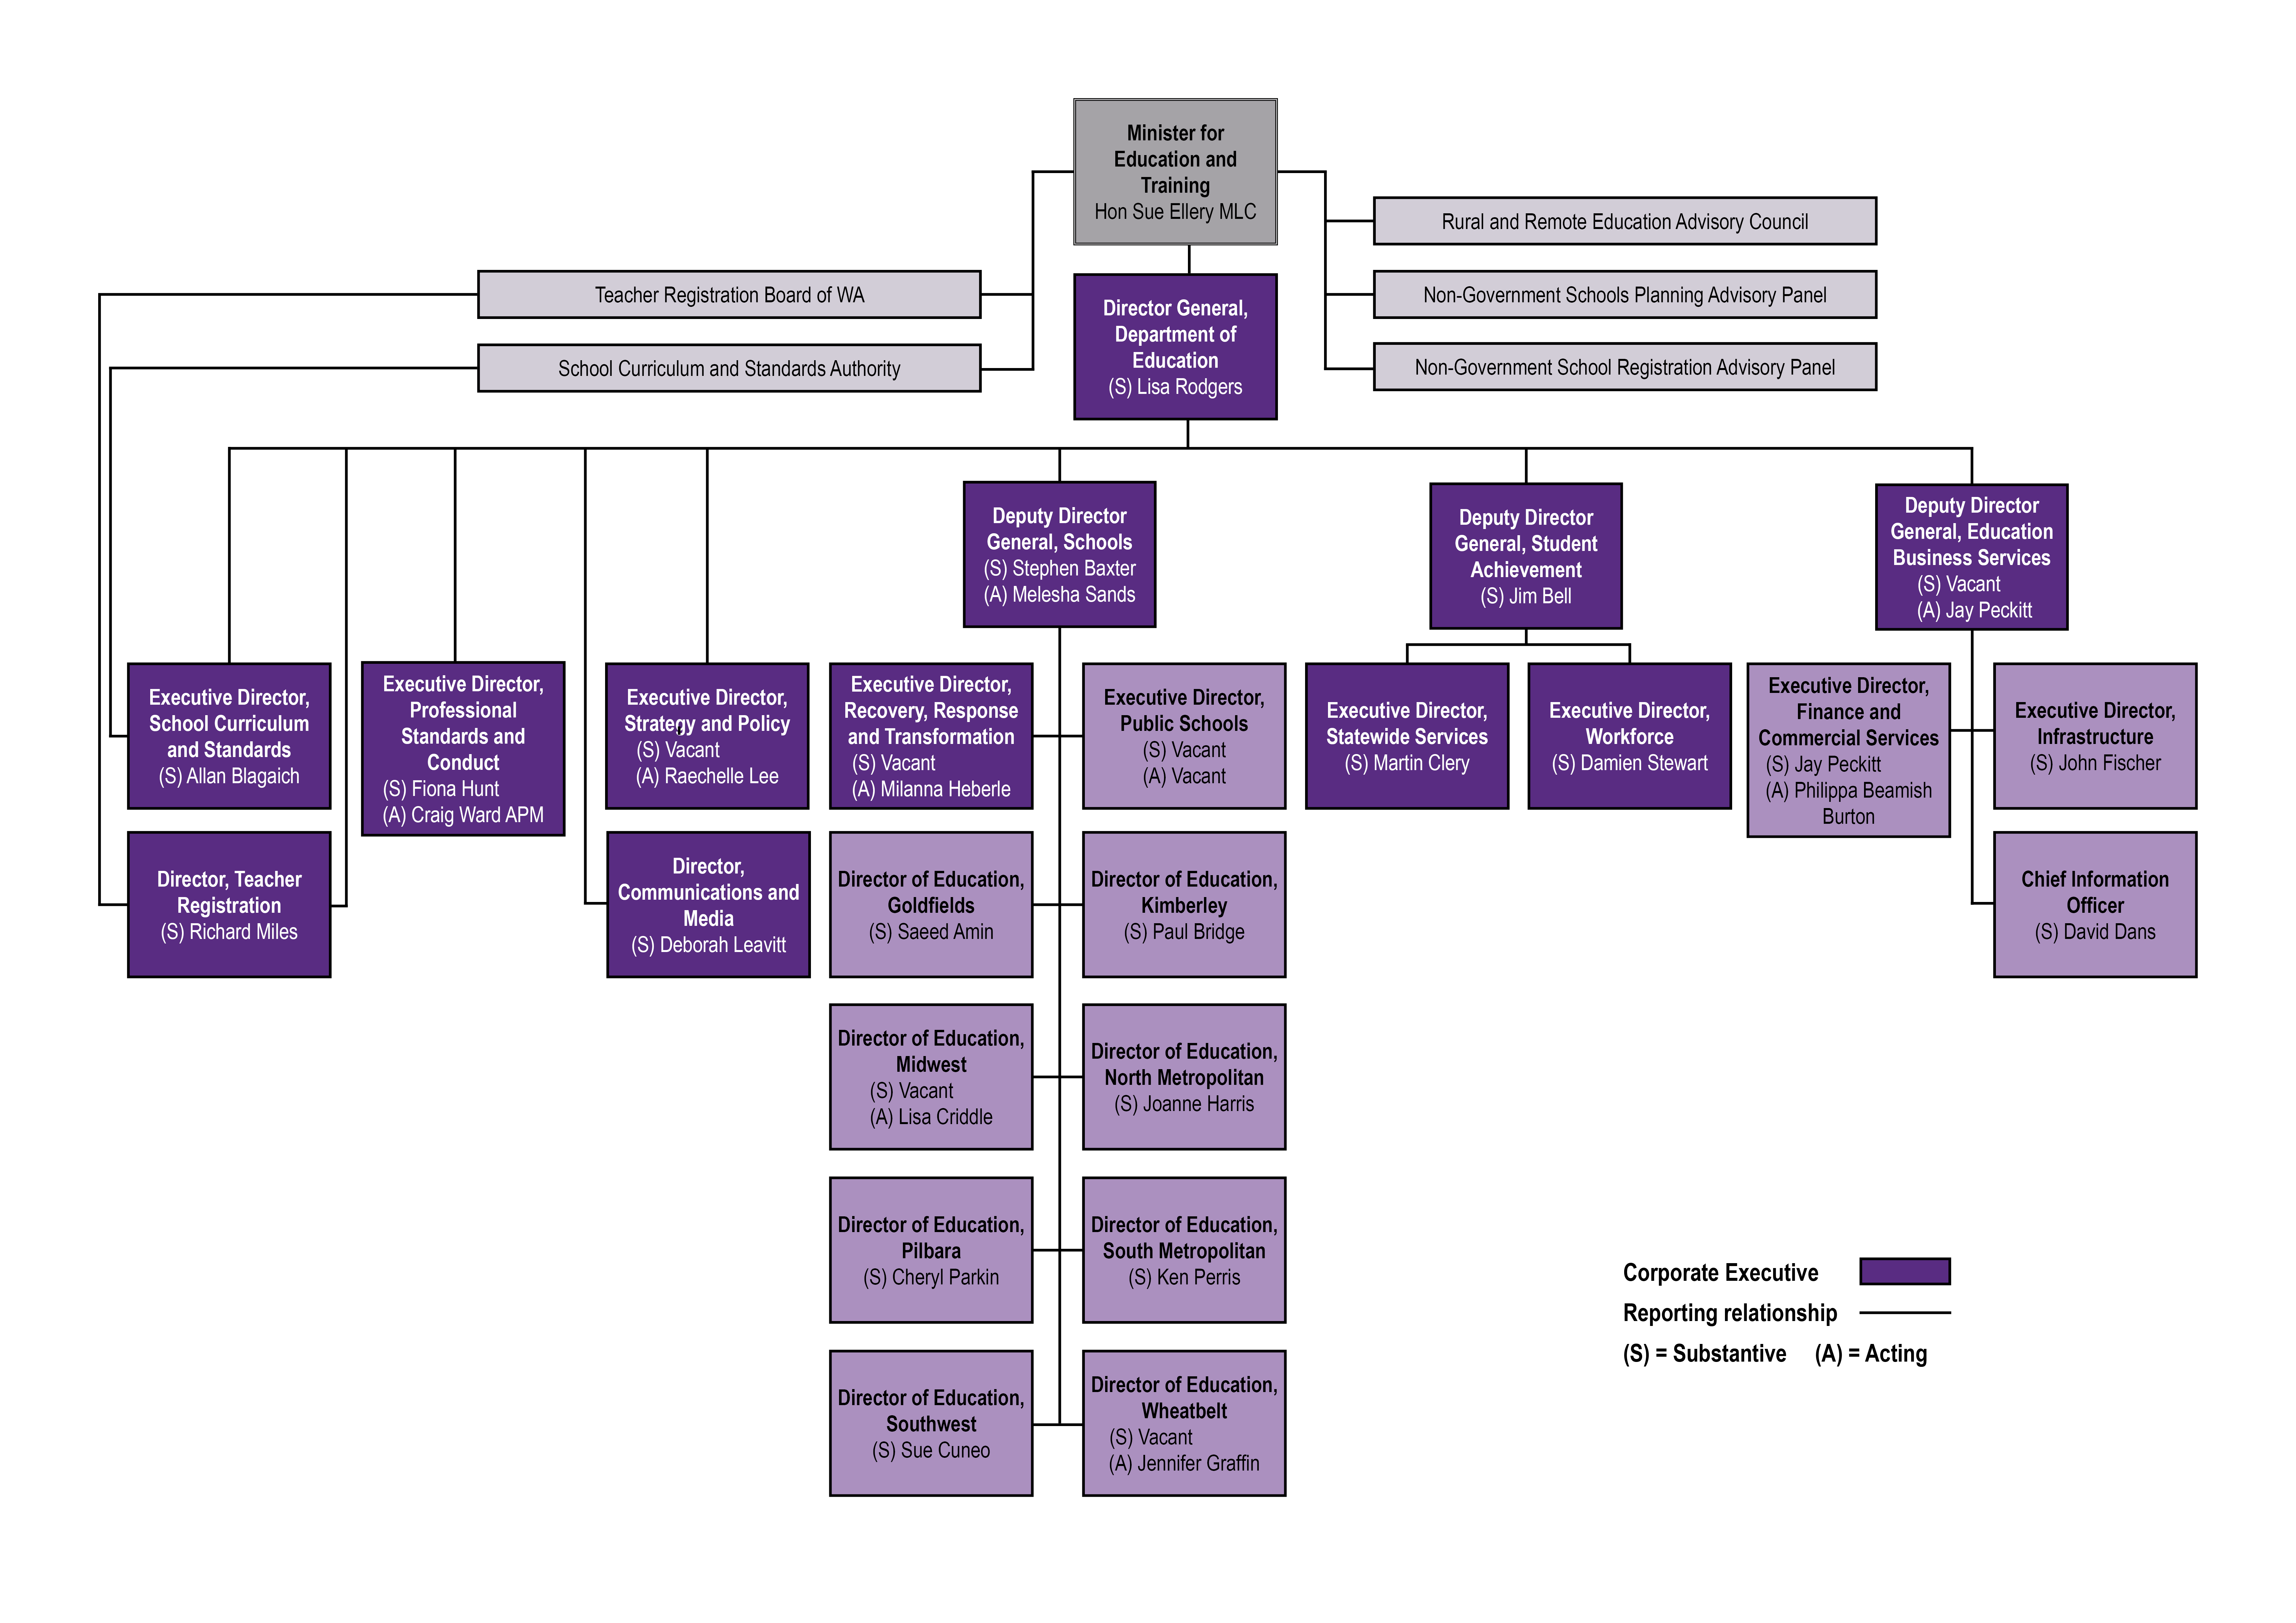 Minister for
Education and
Training
Hon Sue Ellery MLC
Rural and Remote Education Advisory Council
Teacher Registration Board of WA
Non-Government Schools Planning Advisory Panel
Director General,
Department of
Education
(S) Lisa Rodgers
School Curriculum and Standards Authority
Non-Government School Registration Advisory Panel
Deputy Director
General, Schools
(S) Stephen Baxter
(A) Melesha Sands
Deputy Director
General, Student
Achievement
(S) Jim Bell
Deputy Director
General, Education
Business Services
(S) Vacant
(A) Jay Peckitt
Executive Director,
School Curriculum
and Standards
(S) Allan Blagaich
Executive Director,
Professional
Standards and
Conduct
(S) Fiona Hunt
(A) Craig Ward APM
Executive Director,
Strategy and Policy
(S) Vacant
(A) Raechelle Lee
Executive Director,
Recovery, Response
and Transformation
(S) Vacant
(A) Milanna Heberle
Executive Director,
Public Schools
(S) Vacant
(A) Vacant
Executive Director,
Statewide Services
(S) Martin Clery
Executive Director,
Workforce
(S) Damien Stewart
Executive Director,
Finance and
Commercial Services
(S) Jay Peckitt
(A) Philippa Beamish
Burton
Executive Director,
Infrastructure
(S) John Fischer
Director, Teacher
Registration
(S) Richard Miles
Director,
Communications and
Media
(S) Deborah Leavitt
Director of Education,
Goldfields
(S) Saeed Amin
Director of Education,
Kimberley
(S) Paul Bridge
Chief Information
Officer
(S) David Dans
Director of Education,
Midwest
(S) Vacant
(A) Lisa Criddle
Director of Education,
North Metropolitan
(S) Joanne Harris
Director of Education,
Pilbara
(S) Cheryl Parkin
Director of Education,
South Metropolitan
(S) Ken Perris
Director of Education,
Southwest
(S) Sue Cuneo
Director of Education,
Wheatbelt
(S) Vacant
(A) Jennifer Graffin
Corporate Executive
Reporting relationship
(S) = Substantive (A) = Acting